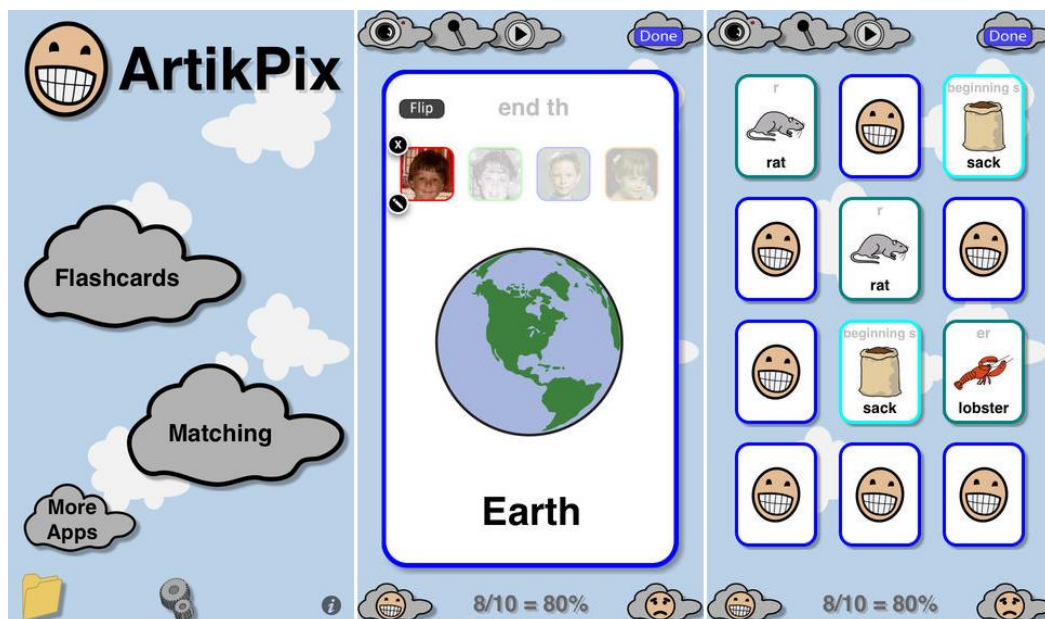 ArtikPix
Flashcards
Matching
More
Apps
i
Done
Flip
end th
x
Earth
8/10 = 80%
Done
r
rat
beginning s
sack
r
rat
beginning s
sack
er
lobster
8/10 = 80%